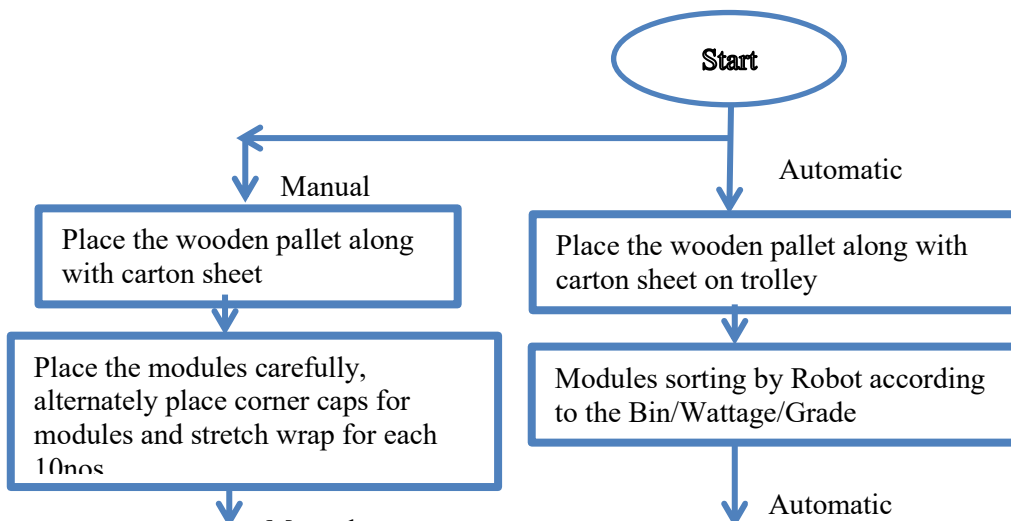 Start
Manual
Automatic
Place the wooden pallet along
with carton sheet
Place the wooden pallet along with
carton sheet on trolley
Place the modules carefully,
alternately place corner caps for
modules and stretch wrap for each
10nos
Modules sorting by Robot according
to the Bin/Wattage/Grade
Automatic